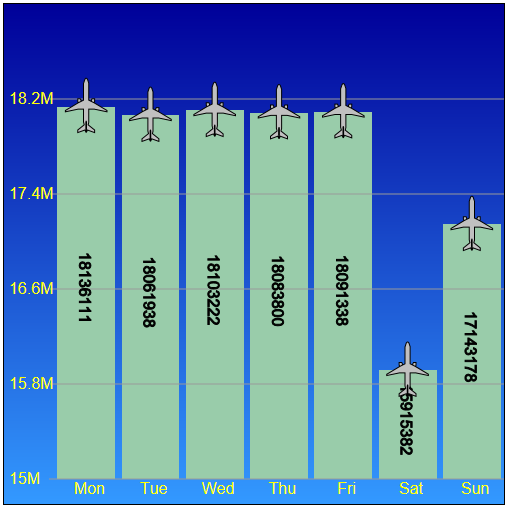 18.2M
17.4M
16.6M
15.8M
15M
18136111
18061938
18103222
18083800
18091338
15915382
17143178
Mon Tue Wed Thu Fri Sat Sun